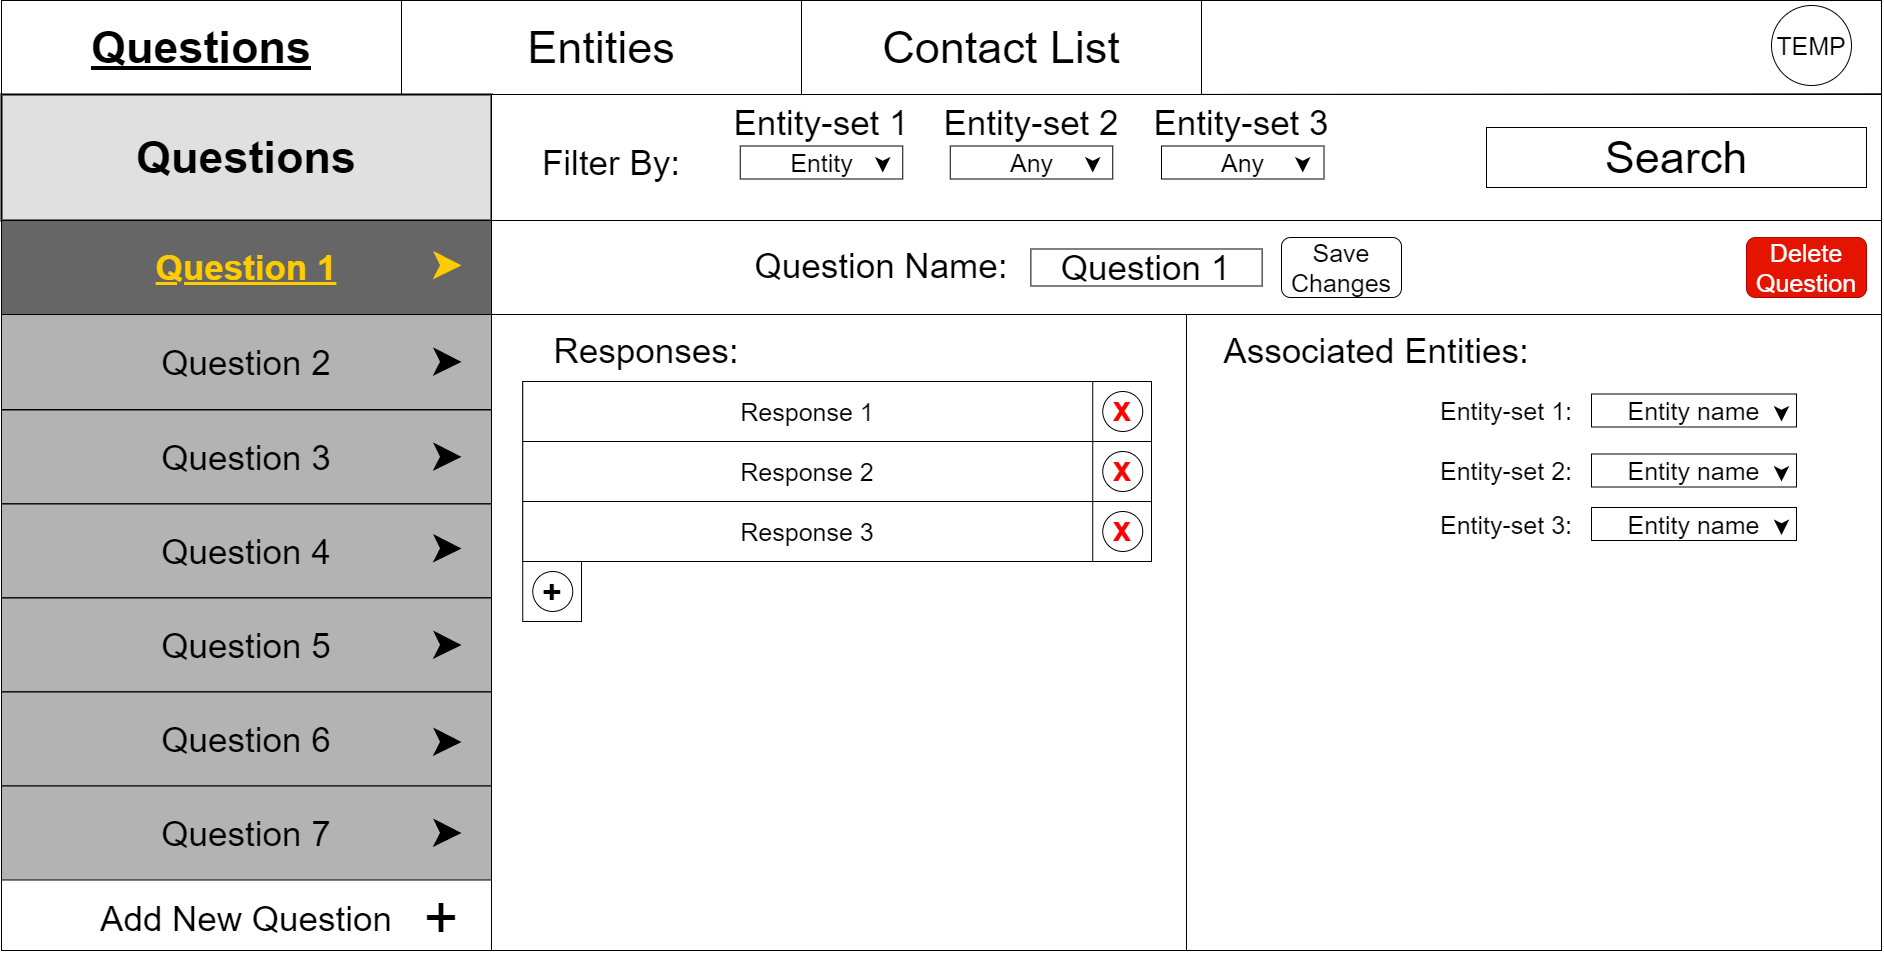 Questions
Entities
Contact List
TEMP
Questions
Filter By:
Entity-set 1
Entity
Entity-set 2
Any
Entity-set 3
Any
Search
Question 1
Question 2
Question 3
Question 4
Question 5
Question 6
Question 7
Add New Question +
Question Name:
Question 1
Save
Changes
Delete
Question
Responses:
Response 1 X
Response 2 X
Response 3 X
+
Associated Entities:
Entity-set 1: Entity name
Entity-set 2: Entity name
Entity-set 3: Entity name